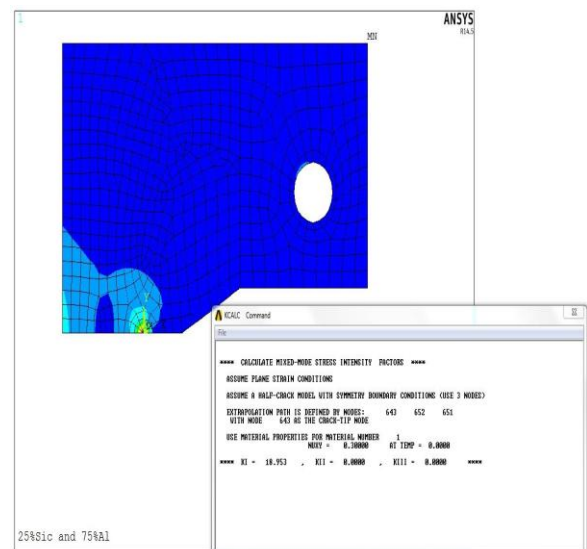 1
ANSYS
R14.5
MN
KCALC Command
File
**** CALCULATE MIXED-MODE STRESS INTENSITY FACTORS ****
ASSUME PLANE STRAIN CONDITIONS
ASSUME A HALF-CRACK MODEL WITH SYMMETRY BOUNDARY CONDITIONS (USE 3 NODES)
EXTRAPOLATION PATH IS DEFINED BY NODES: 643 652 651
WITH NODE 643 AS THE CRACK-TIP NODE
USE MATERIAL PROPERTIES FOR MATERIAL NUMBER 1
NUXY = 0.30000 AT TEMP = 0.0000
**** KI = 18.953 , KII = 0.0000 , KIII = 0.0000 ****
25%Sic and 75%Al